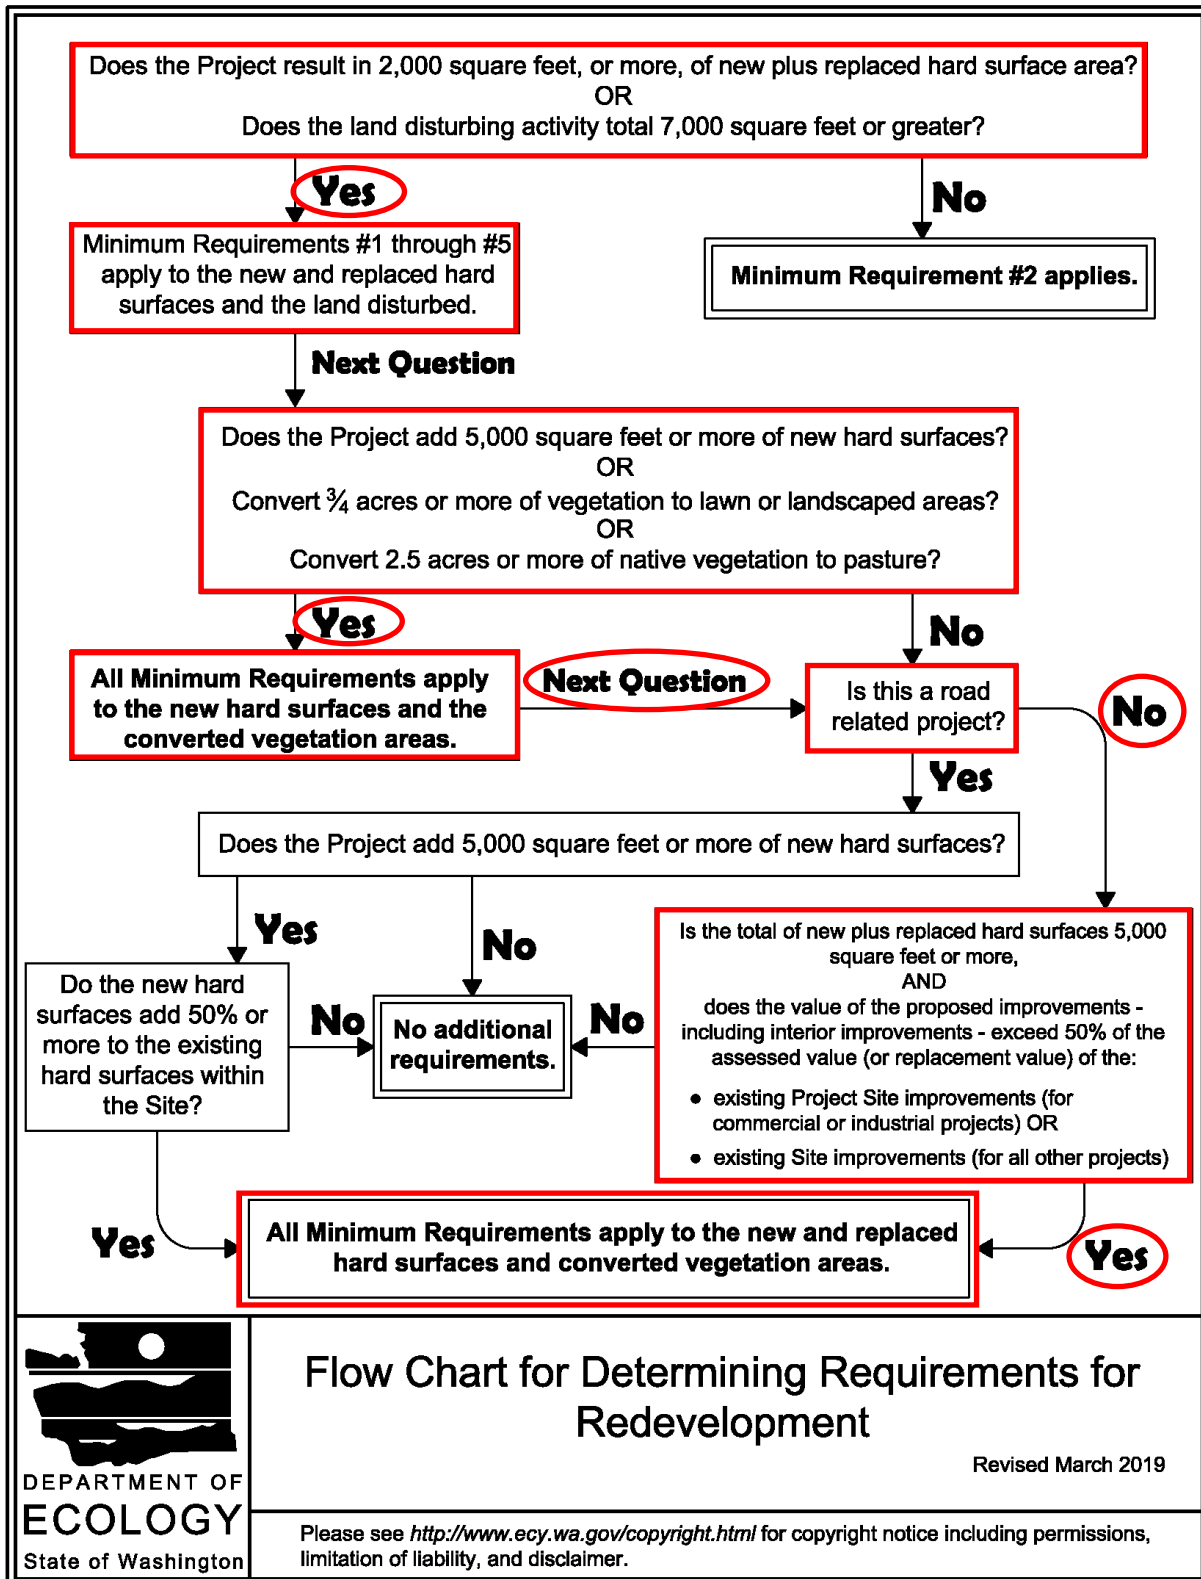 Does the Project result in 2,000 square feet, or more, of new plus replaced hard surface area?
OR
Does the land disturbing activity total 7,000 square feet or greater?
Yes
No
Minimum Requirements #1 through #5
apply to the new and replaced hard
surfaces and the land disturbed.
Minimum Requirement #2 applies.
Next Question
Does the Project add 5,000 square feet or more of new hard surfaces?
OR
Convert ¾ acres or more of vegetation to lawn or landscaped areas?
OR
Convert 2.5 acres or more of native vegetation to pasture?
Yes
No
All Minimum Requirements apply
to the new hard surfaces and the
converted vegetation areas.
Next Question
Is this a road
related project?
No
Yes
Does the Project add 5,000 square feet or more of new hard surfaces?
Yes
No
Do the new hard
surfaces add 50% or
more to the existing
hard surfaces within
the Site?
No
No additional
requirements.
No
Is the total of new plus replaced hard surfaces 5,000
square feet or more,
AND
does the value of the proposed improvements -
including interior improvements - exceed 50% of the
assessed value (or replacement value) of the:
• existing Project Site improvements (for
commercial or industrial projects) OR
• existing Site improvements (for all other projects)
Yes
All Minimum Requirements apply to the new and replaced
hard surfaces and converted vegetation areas.
Yes
DEPARTMENT OF
ECOLOGY
State of Washington
Flow Chart for Determining Requirements for
Redevelopment
Revised March 2019
Please see http://www.ecy.wa.gov/copyright.html for copyright notice including permissions,
limitation of liability, and disclaimer.